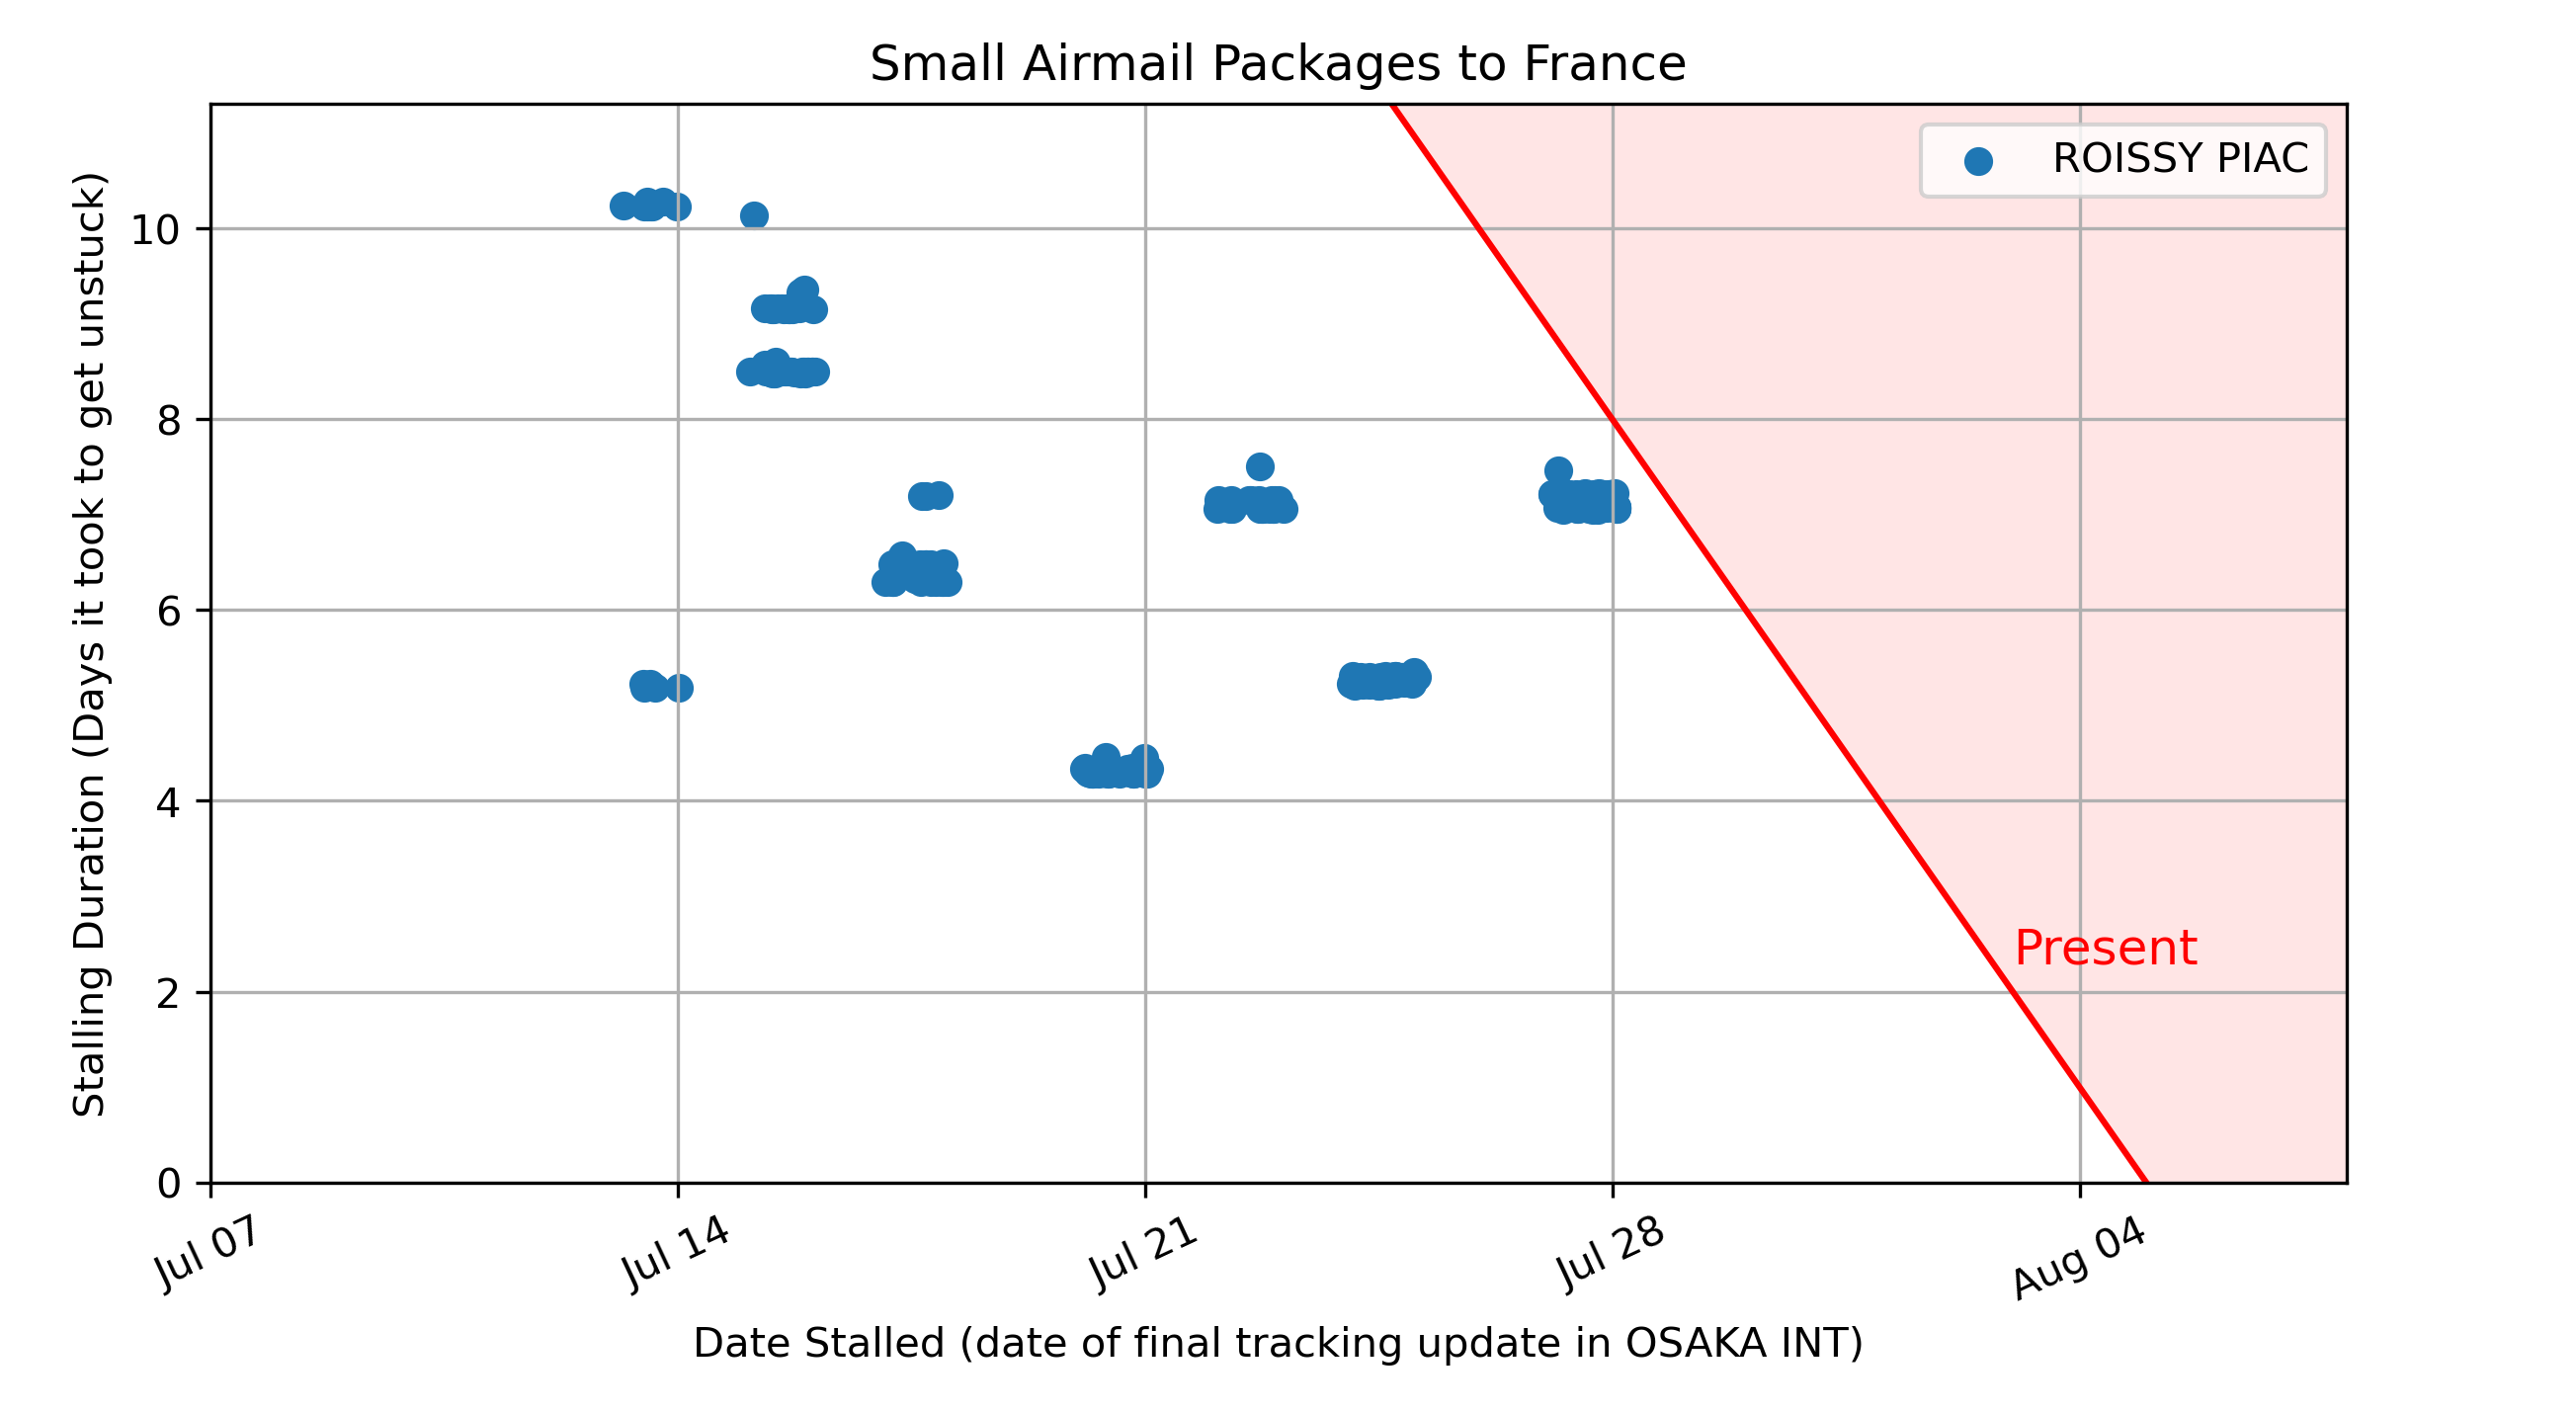 Small Airmail Packages to France
ROISSY PIAC
Stalling Duration (Days it took to get unstuck)
10
8
6
4
2
0
Present
Jul 07
Jul 14
Jul 21
Jul 28
Aug 04
Date Stalled (date of final tracking update in OSAKA INT)